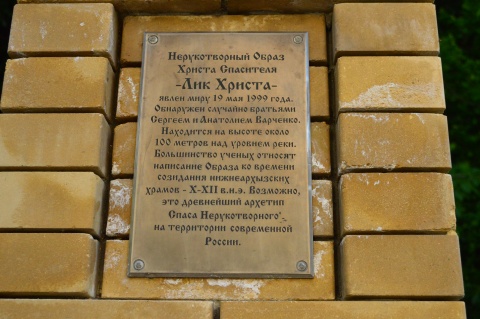 Нерукотворный Образ
Христа Спасителя
-Лик Христа-
явлен миру 19 мая 1999 года.
Обнаружен случайно братьями
Сергеем и Анатолием Варченко.
Находится на высоте около
100 метров над уровнем реки.
Большинство ученых относят
написание Образа ко времени
созидания нижнеархызских
храмов - X-XII в.н.э. Возможно,
это древнейший архетип
Спаса Нерукотворного
на территории современной
России.